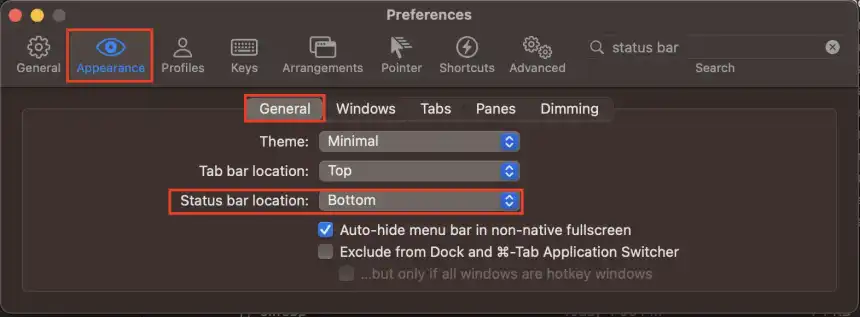 Preferences
General Appearance Profiles Keys Arrangements Pointer Shortcuts Advanced status bar Search
General Windows Tabs Panes Dimming
Theme: Minimal
Tab bar location: Top
Status bar location: Bottom
Auto-hide menu bar in non-native fullscreen
Exclude from Dock and ⌘-Tab Application Switcher
...but only if all windows are hotkey windows